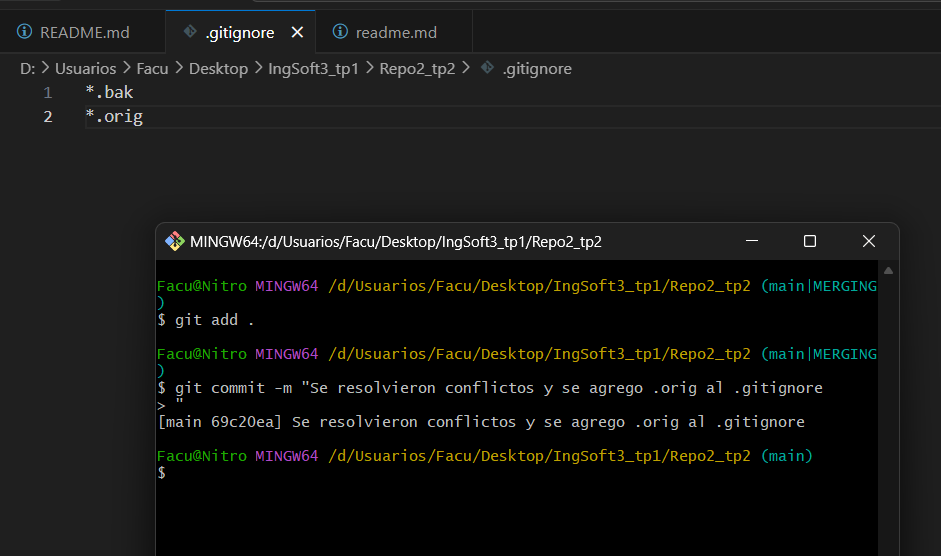 README.md .gitignore readme.md
D: > Usuarios > Facu > Desktop > IngSoft3_tp1 > Repo2_tp2 > .gitignore
1 *.bak
2 *.orig
MINGW64:/d/Usuarios/Facu/Desktop/IngSoft3_tp1/Repo2_tp2
Facu@Nitro MINGW64 /d/Usuarios/Facu/Desktop/IngSoft3_tp1/Repo2_tp2 (main|MERGING
)
$ git add .
Facu@Nitro MINGW64 /d/Usuarios/Facu/Desktop/IngSoft3_tp1/Repo2_tp2 (main|MERGING
)
$ git commit -m "Se resolvieron conflictos y se agrego .orig al .gitignore
> "
[main 69c20ea] Se resolvieron conflictos y se agrego .orig al .gitignore
Facu@Nitro MINGW64 /d/Usuarios/Facu/Desktop/IngSoft3_tp1/Repo2_tp2 (main)
$